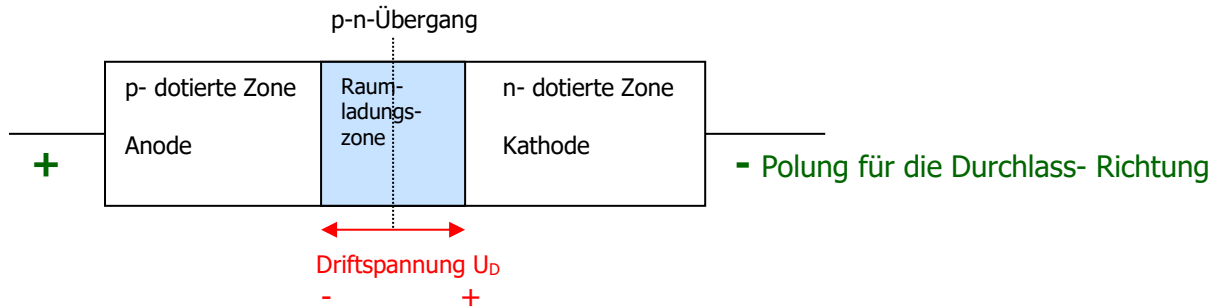 p-n-Übergang
p- dotierte Zone
Anode
Raum-
ladungs-
zone
n- dotierte Zone
Kathode
+
- Polung für die Durchlass- Richtung
Driftspannung UD
- +